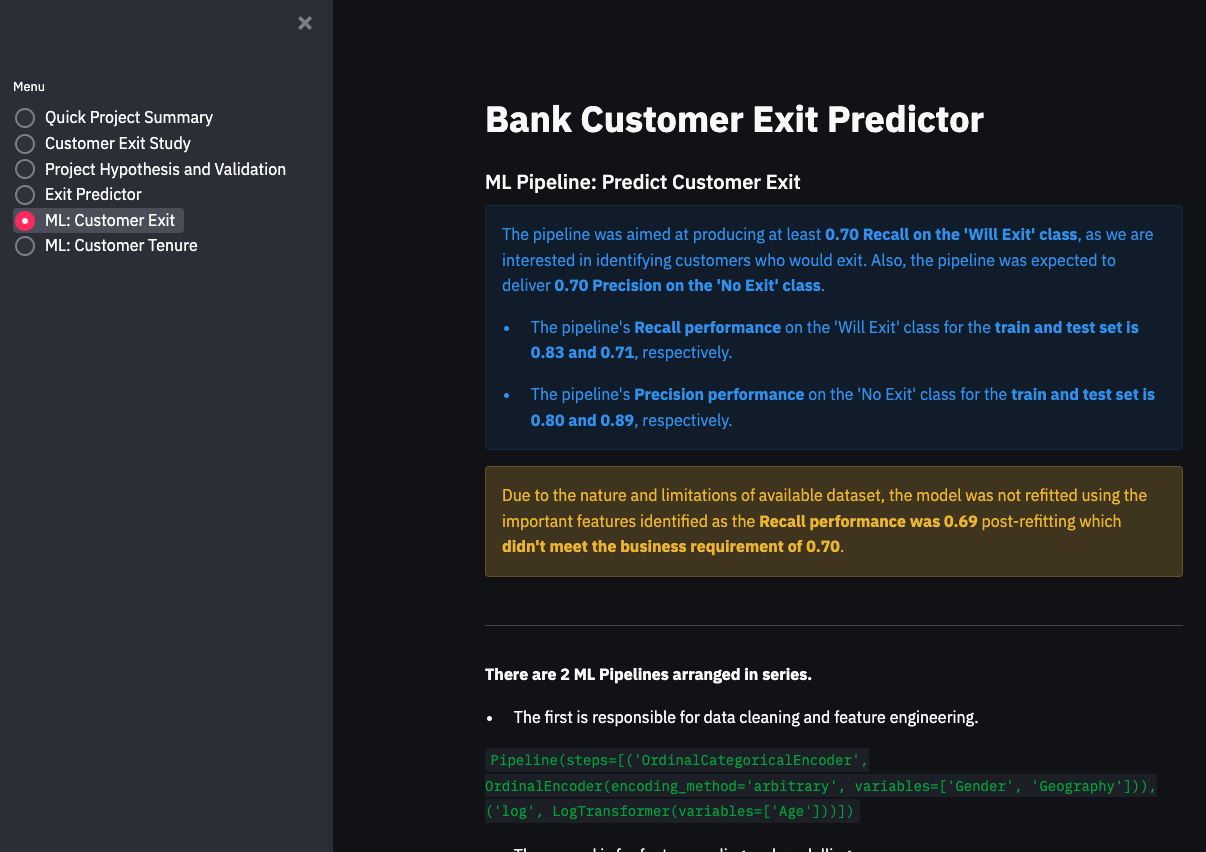 Menu
Quick Project Summary
Customer Exit Study
Project Hypothesis and Validation
Exit Predictor
ML: Customer Exit
ML: Customer Tenure
Bank Customer Exit Predictor
ML Pipeline: Predict Customer Exit
The pipeline was aimed at producing at least 0.70 Recall on the 'Will Exit' class, as we are
interested in identifying customers who would exit. Also, the pipeline was expected to
deliver 0.70 Precision on the 'No Exit' class.
• The pipeline's Recall performance on the 'Will Exit' class for the train and test set is
0.83 and 0.71, respectively.
• The pipeline's Precision performance on the 'No Exit' class for the train and test set is
0.80 and 0.89, respectively.
Due to the nature and limitations of available dataset, the model was not refitted using the
important features identified as the Recall performance was 0.69 post-refitting which
didn't meet the business requirement of 0.70.
There are 2 ML Pipelines arranged in series.
• The first is responsible for data cleaning and feature engineering.
Pipeline(steps=[('OrdinalCategoricalEncoder',
OrdinalEncoder(encoding_method='arbitrary', variables=['Gender', 'Geography'])),
('log', LogTransformer(variables=['Age']))])